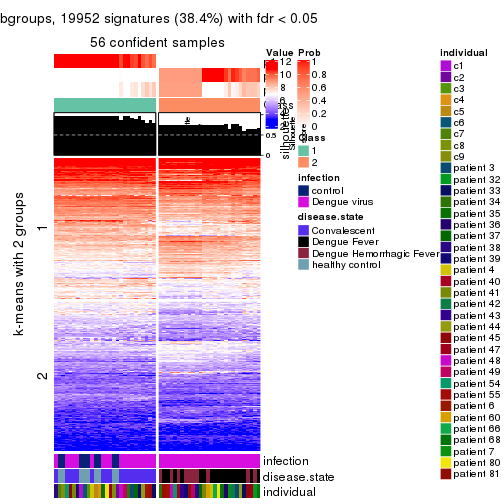 bgroups, 19952 signatures (38.4%) with fdr < 0.05
56 confident samples
k-means with 2 groups
1
2
Value
12
10
8
6
Prob
1
0.8
0.6
0.4
0.2
0
0.5
0
silhouette
Class
1
2
infection
control
Dengue virus
disease.state
Convalescent
Dengue Fever
Dengue Hemorrhagic Fever
healthy control
infection
disease.state
individual
individual
c1
c2
c3
c4
c5
c6
c7
c8
c9
patient 3
patient 32
patient 33
patient 34
patient 35
patient 36
patient 37
patient 38
patient 39
patient 4
patient 40
patient 41
patient 42
patient 43
patient 44
patient 45
patient 47
patient 48
patient 49
patient 54
patient 55
patient 6
patient 60
patient 66
patient 68
patient 7
patient 80
patient 81